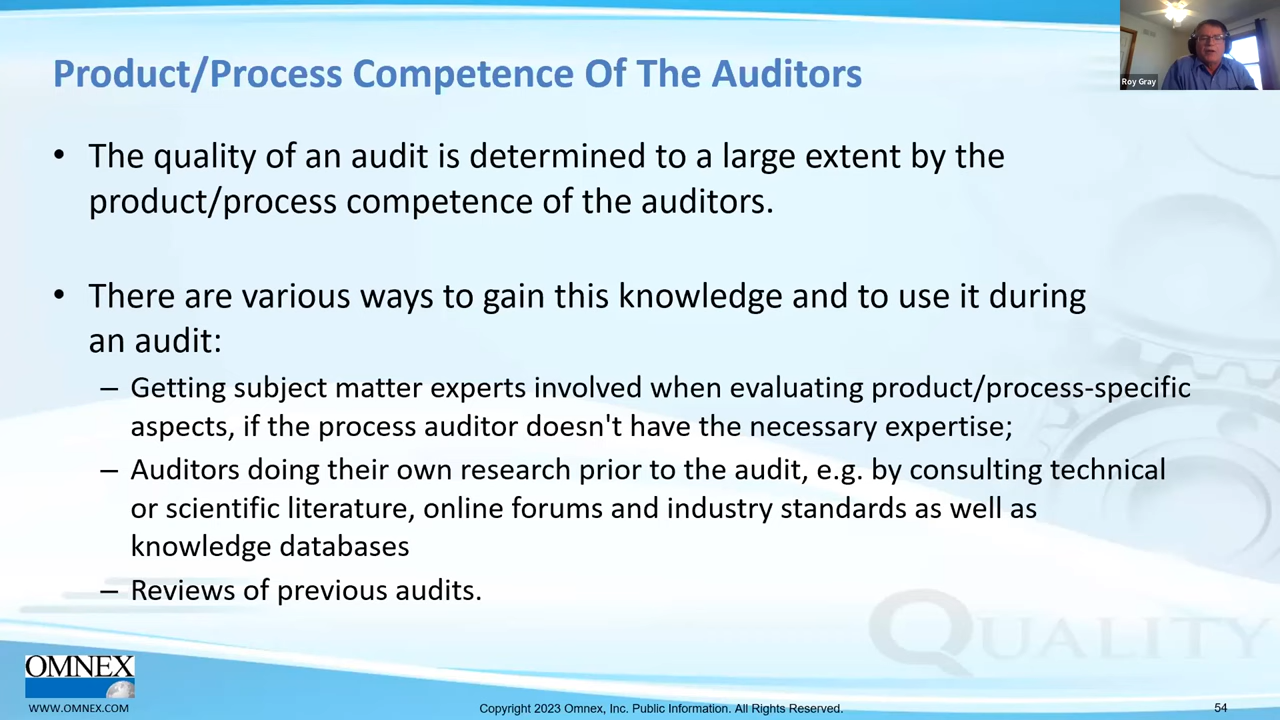 Product/Process Competence Of The Auditors
Roy Gray
• The quality of an audit is determined to a large extent by the
product/process competence of the auditors.
• There are various ways to gain this knowledge and to use it during
an audit:
– Getting subject matter experts involved when evaluating product/process-specific
aspects, if the process auditor doesn't have the necessary expertise;
– Auditors doing their own research prior to the audit, e.g. by consulting technical
or scientific literature, online forums and industry standards as well as
knowledge databases
– Reviews of previous audits.
QUALITY
OMNEX
WWW.OMNEX.COM
Copyright 2023 Omnex, Inc. Public Information. All Rights Reserved.
54